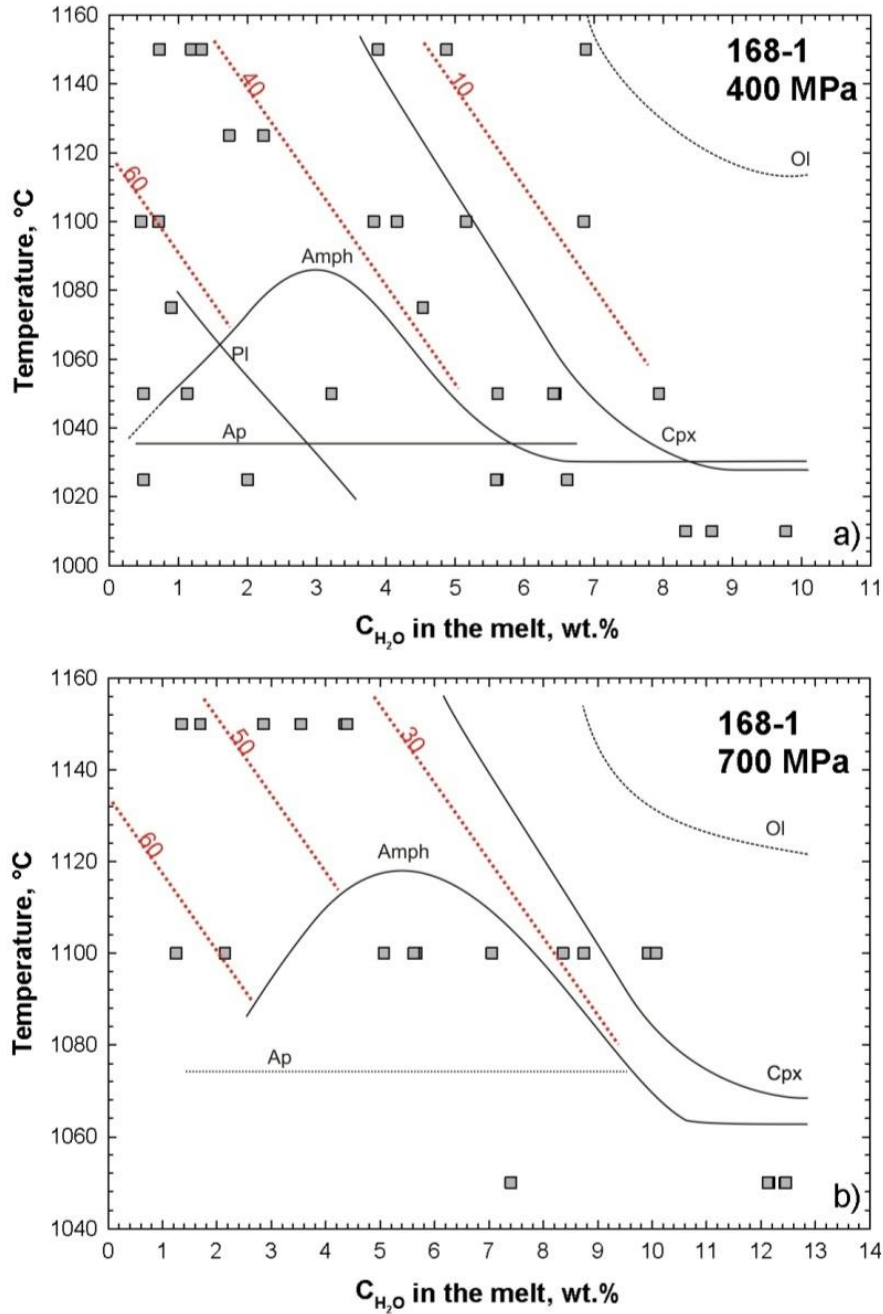 1160
1140
1120
1100
1080
1060
1040
1020
1000
Temperature, °C
168-1
400 MPa
60
40
10
Ol
Amph
Pl
Ap
Cpx
a)
0 1 2 3 4 5 6 7 8 9 10 11
C_H₂O in the melt, wt.%
1160
1140
1120
1100
1080
1060
1040
Temperature, °C
168-1
700 MPa
60
50
30
Ol
Amph
Ap
Cpx
b)
0 1 2 3 4 5 6 7 8 9 10 11 12 13 14
C_H₂O in the melt, wt.%